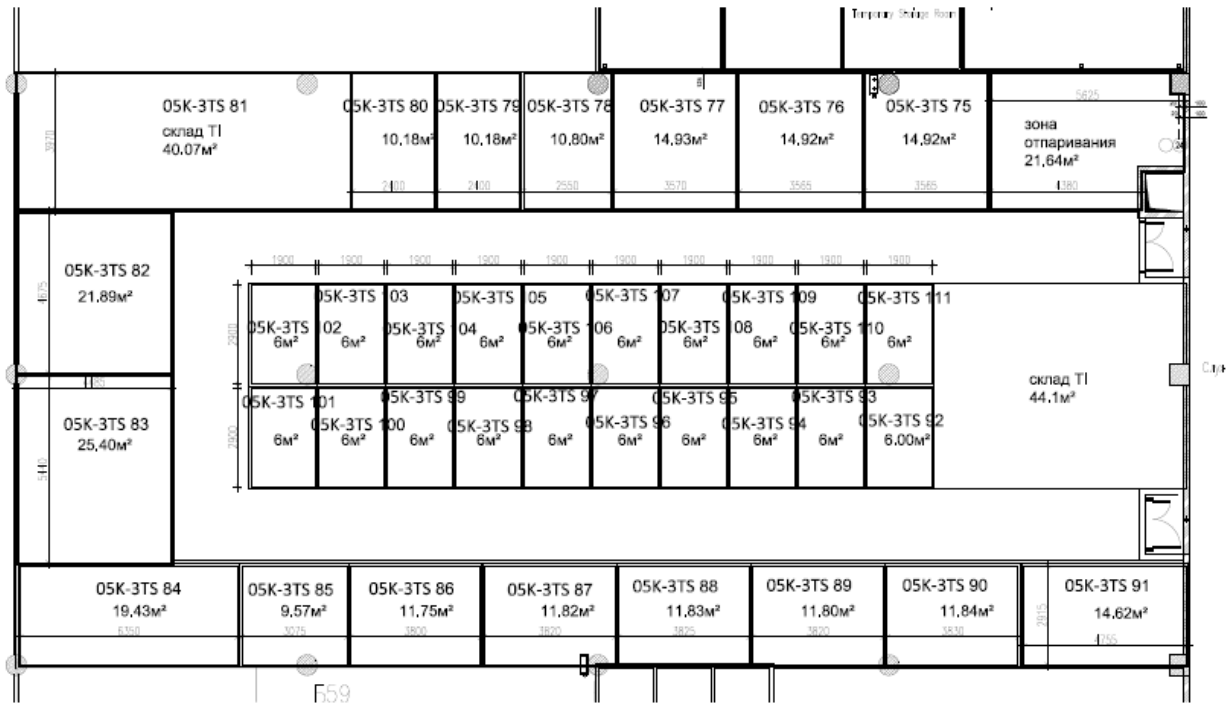 Temporary Storage Room
05K-3TS 81
склад TI
40.07м²
3970
05K-3TS 80
10.18м²
2400
05K-3TS 79
10.18м²
2400
05K-3TS 78
10.80м²
2550
05K-3TS 77
14.93м²
3570
05K-3TS 76
14.92м²
3565
05K-3TS 75
14.92м²
3565
5625
зона
отпаривания
21,64м²
4380
05K-3TS 82
21.89м²
4675
4185
05K-3TS 83
25.40м²
5440
1900 1900 1900 1900 1900 1900 1900 1900 1900 1900
2900
05K-3TS 103
05K-3TS 105
05K-3TS 107
05K-3TS 109
05K-3TS 111
05K-3TS 102
05K-3TS 104
05K-3TS 106
05K-3TS 108
05K-3TS 110
6м² 6м² 6м² 6м² 6м² 6м² 6м² 6м² 6м² 6м²
2900
05K-3TS 101
05K-3TS 99
05K-3TS 97
05K-3TS 95
05K-3TS 93
05K-3TS 100
05K-3TS 98
05K-3TS 96
05K-3TS 94
05K-3TS 92
6м² 6м² 6м² 6м² 6м² 6м² 6м² 6м² 6м² 6.00м²
склад TI
44.1м²
05K-3TS 84
19.43м²
6350
05K-3TS 85
9.57м²
3075
05K-3TS 86
11.75м²
3800
05K-3TS 87
11.82м²
3820
05K-3TS 88
11.83м²
3825
05K-3TS 89
11.80м²
3820
05K-3TS 90
11.84м²
3830
05K-3TS 91
14.62м²
2915
4255
Б59